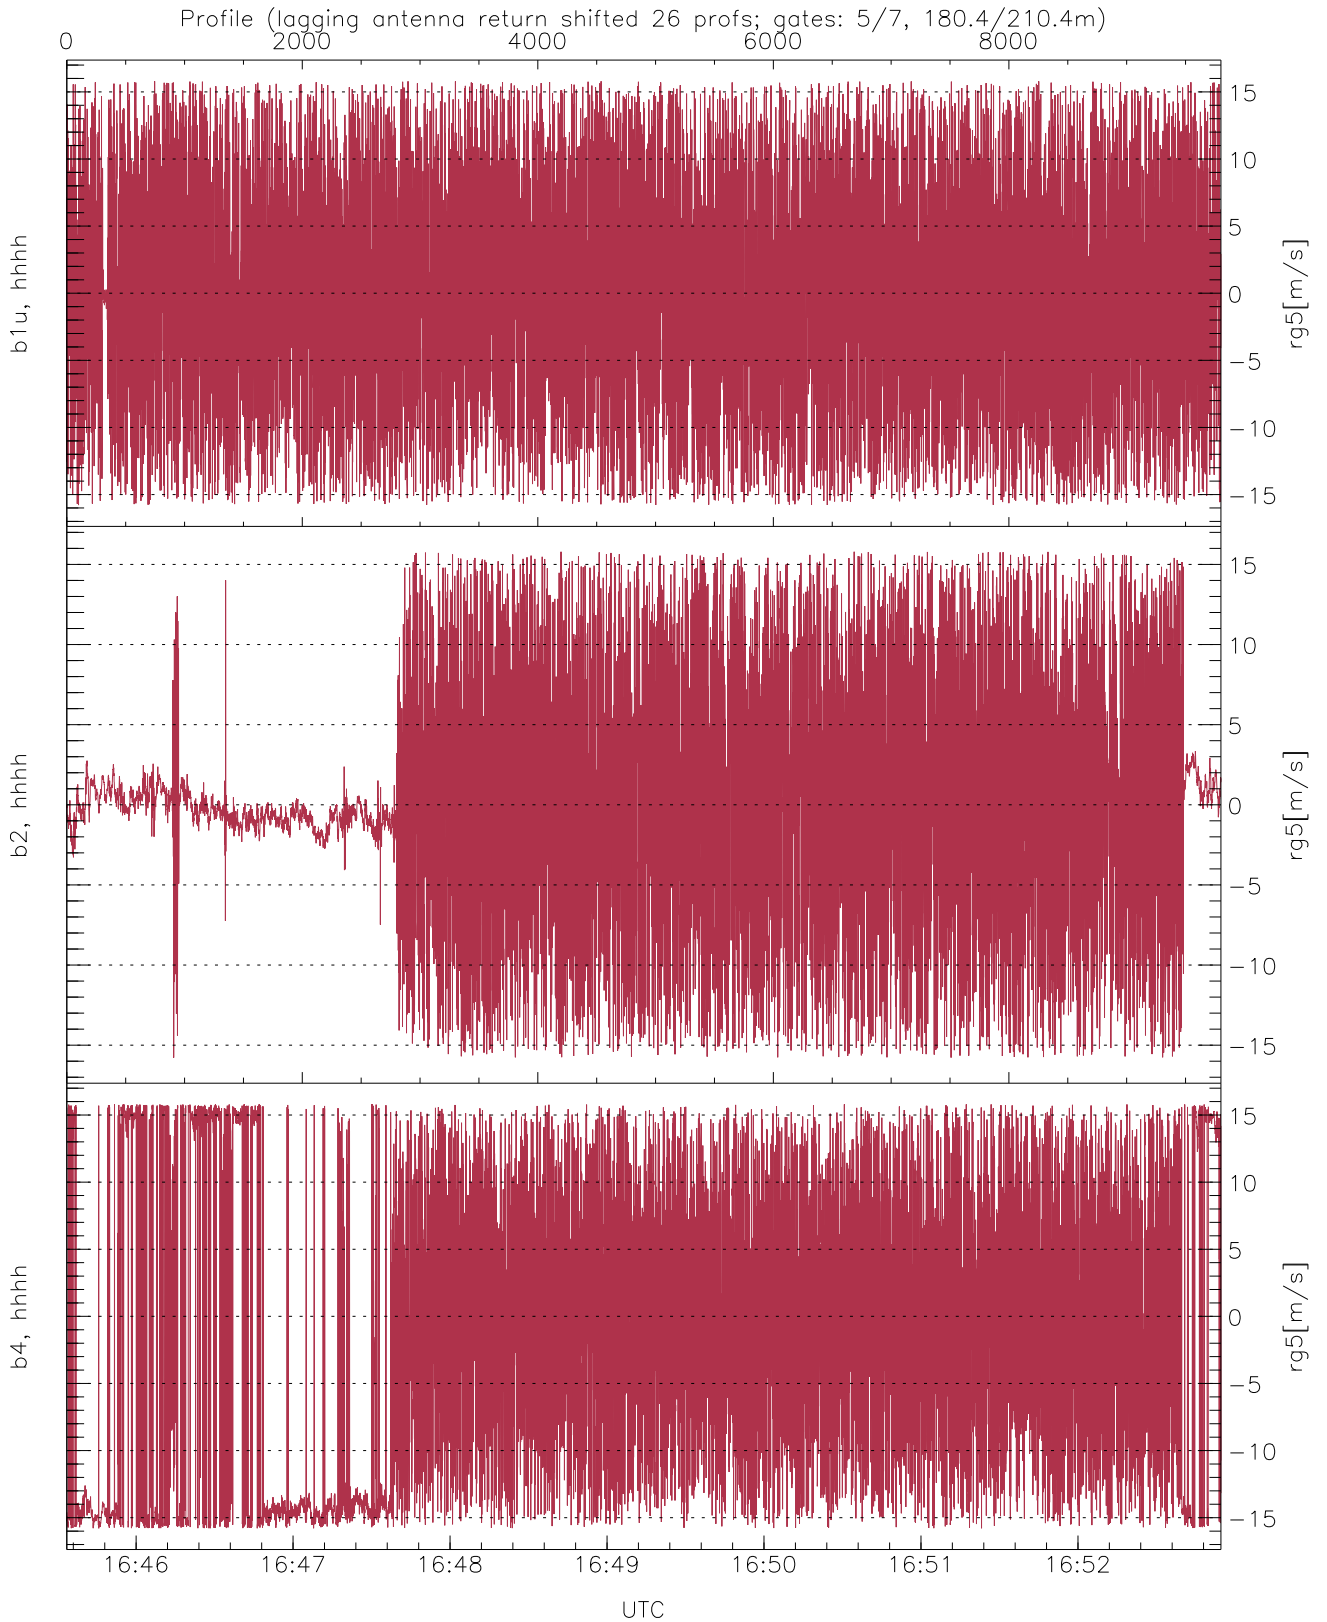 Profile (lagging antenna return shifted 26 profs; gates: 5/7, 180.4/210.4m)
0 2000 4000 6000 8000
b1u, hhhh
15
10
5
0
-5
-10
-15
rg5[m/s]
b2, hhhh
15
10
5
0
-5
-10
-15
rg5[m/s]
b4, hhhh
15
10
5
0
-5
-10
-15
rg5[m/s]
16:46 16:47 16:48 16:49 16:50 16:51 16:52
UTC